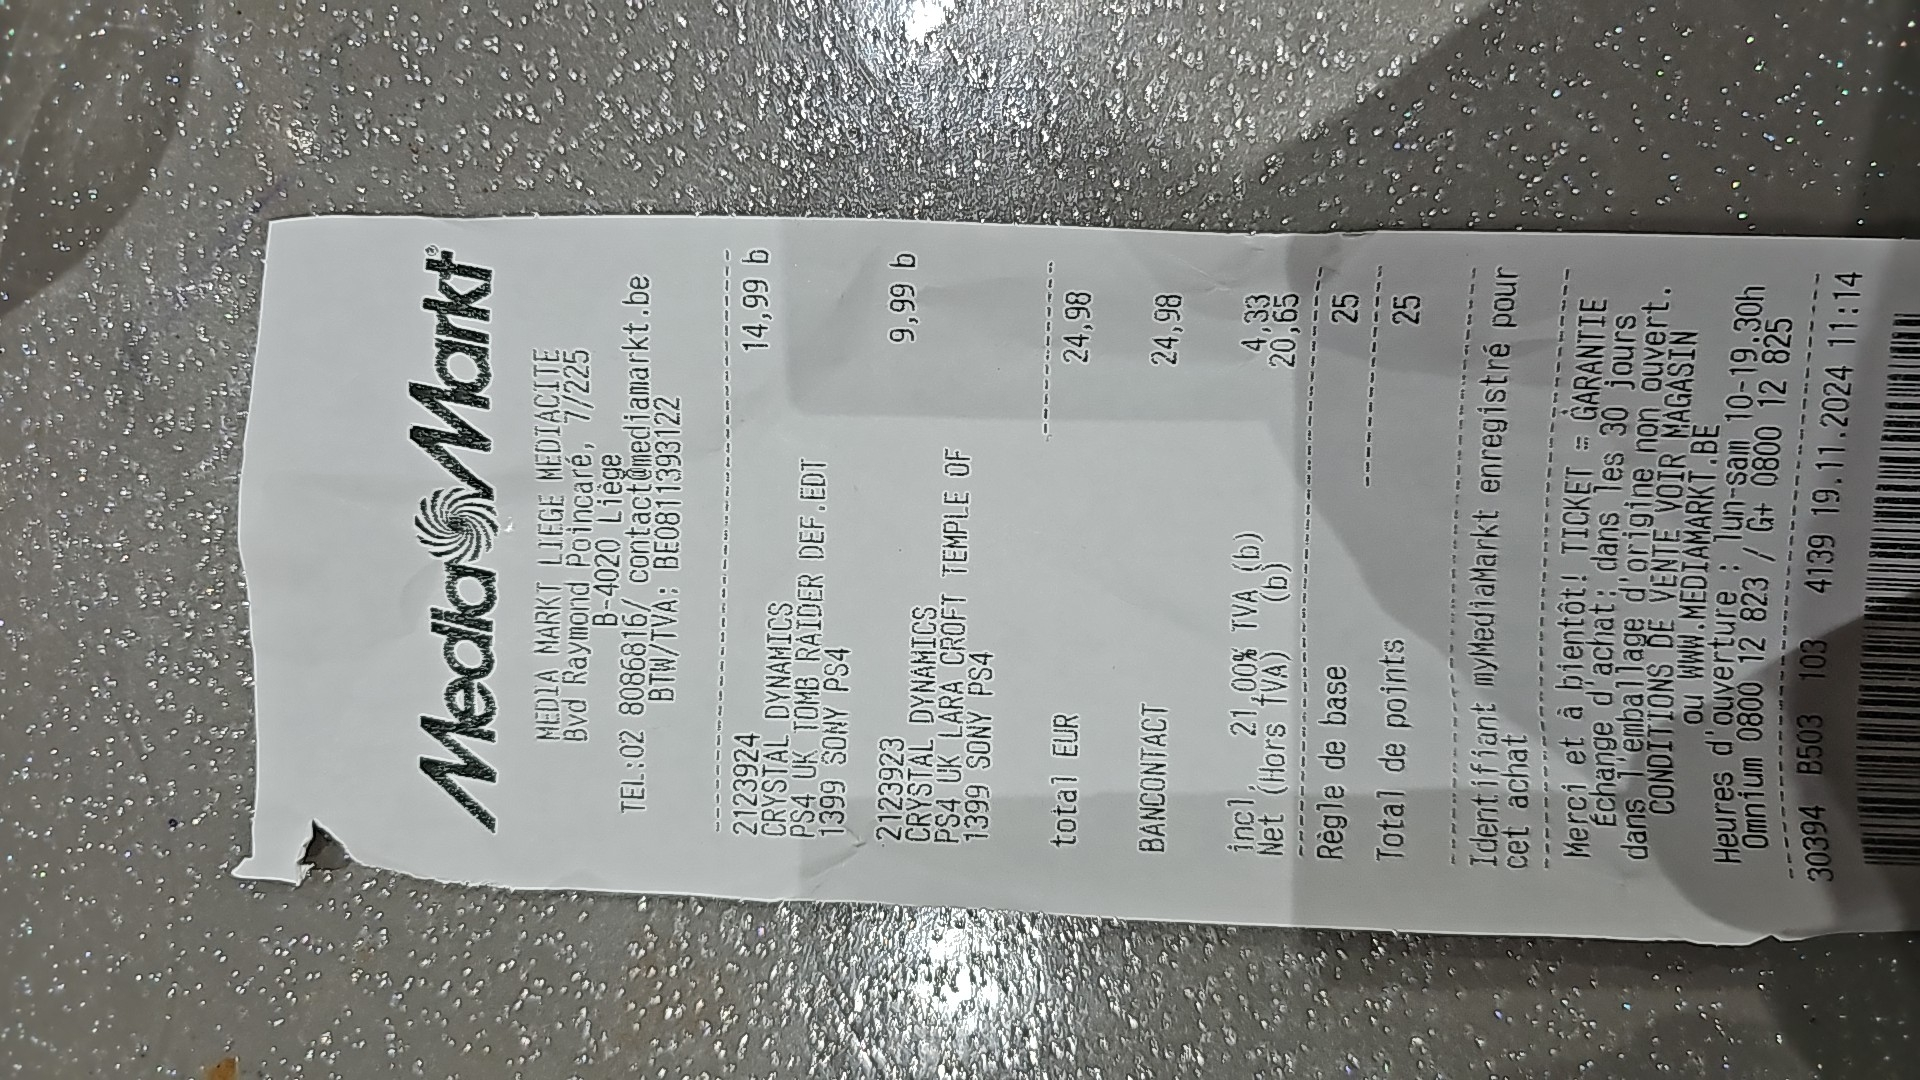 MediaMarkt®
MEDIA MARKT LIEGE MEDIACITE
Bvd Raymond Poincaré, 7/225
B-4020 Liège
TEL.:02 8086816/ contact@mediamarkt.be
BTW/TVA: BE0811393122
21239924
CRYSTAL DYNAMICS 14,99 b
PS4 UK TOMB RAIDER DEF.EDT
1399 SONY PS4
21239923
CRYSTAL DYNAMICS 9,99 b
PS4 UK LARA CROFT TEMPLE OF
1399 SONY PS4
total EUR 24,98
BANCONTACT 24,98
incl. 21,00% TVA (b) 4,33
Net (Hors TVA) (b) 20,65
Règle de base 25
Total de points 25
Identifiant myMediaMarkt enregistré pour
cet achat
Merci et à bientôt! TICKET = GARANTIE
Échange d'achat: dans les 30 jours
dans l'emballage d'origine non ouvert.
CONDITIONS DE VENTE VOIR MAGASIN
ou WWW.MEDIAMARKT.BE
Heures d'ouverture : lun-sam 10-19.30h
Omnium 0800 12 823 / G+ 0800 12 825
30394 B503 103 4139 19.11.2024 11:14